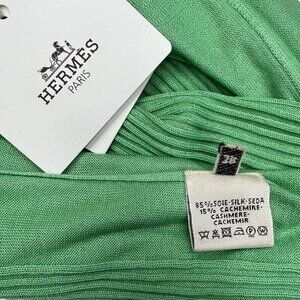 HERMÈS
PARIS
85%SOIE-SILK-SEDA
15% CACHEMIRE-
CASHMERE-
CACHEMIR